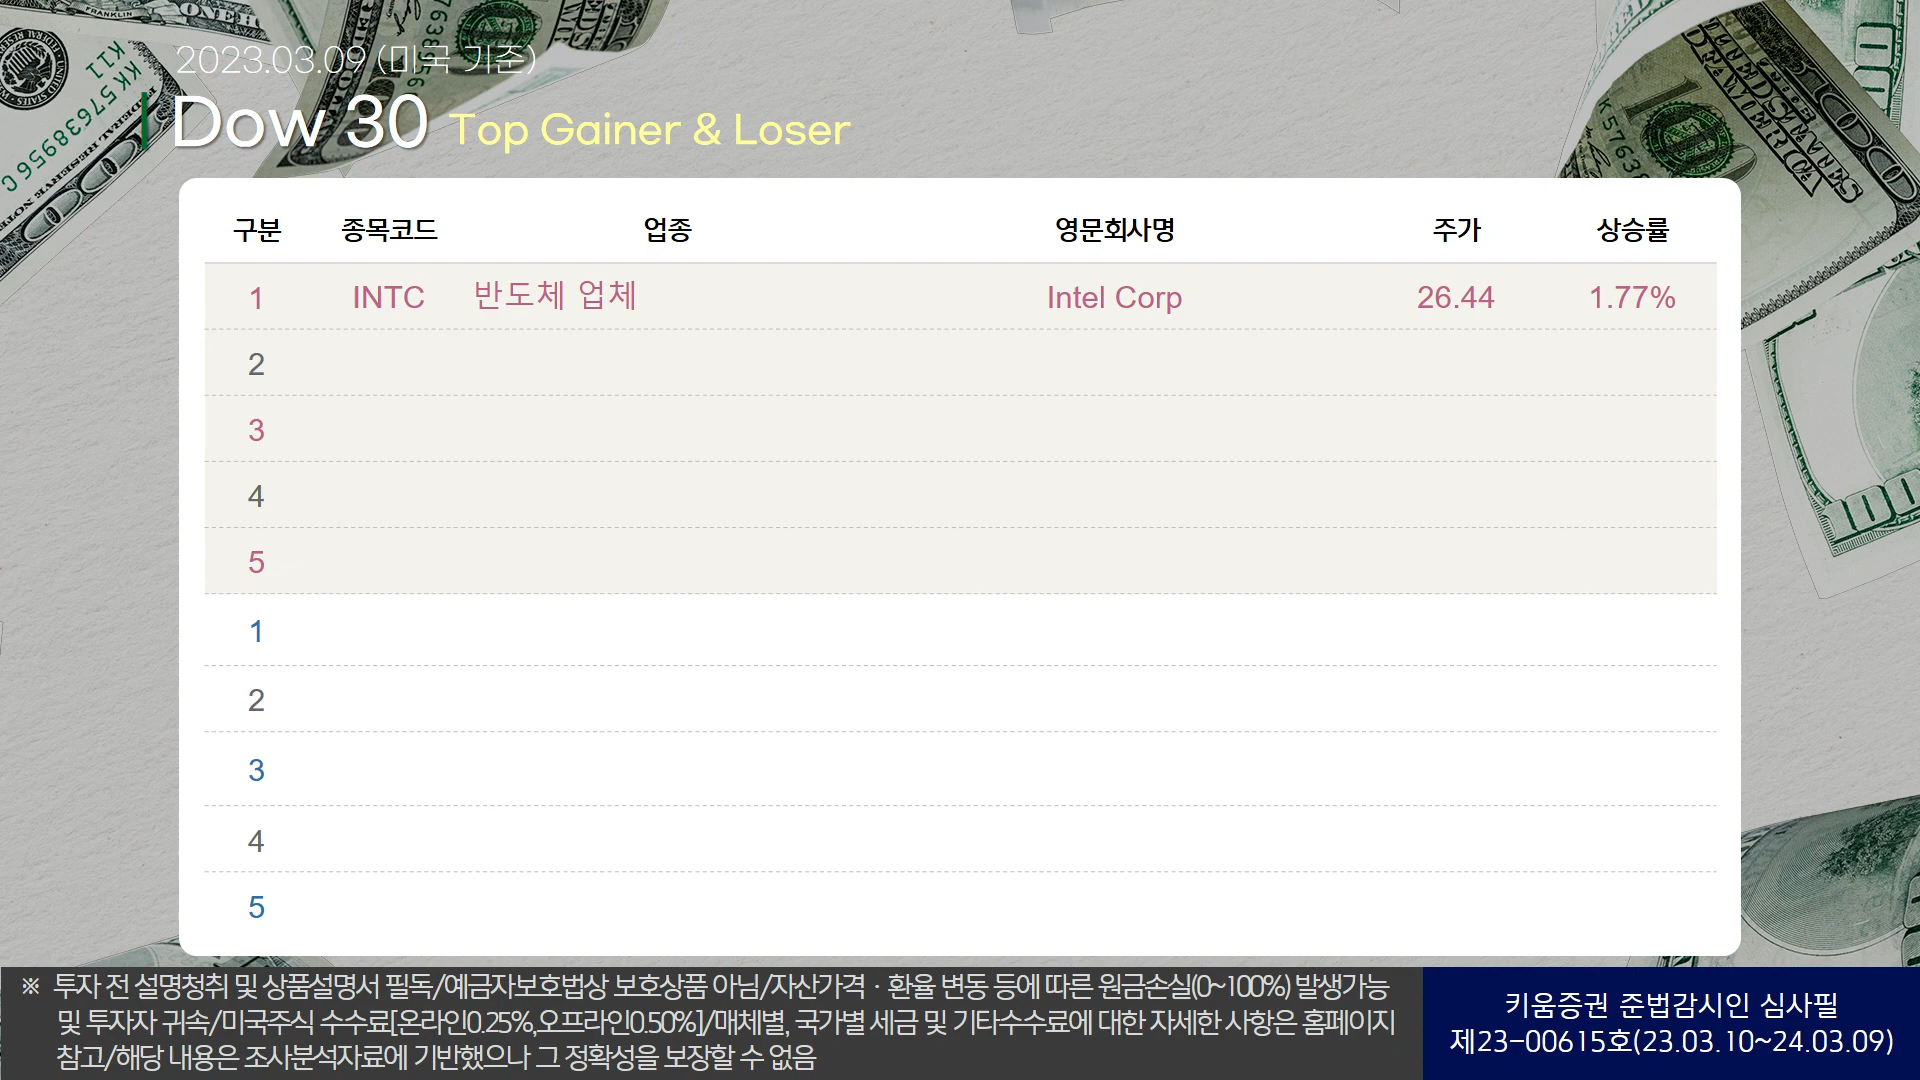 2023.03.09 (미국 기준)
Dow 30 Top Gainer & Loser
구분 종목코드 업종 영문회사명 주가 상승률
1 INTC 반도체 업체 Intel Corp 26.44 1.77%
2
3
4
5
1
2
3
4
5
※ 투자 전 설명청취 및 상품설명서 필독/예금자보호법상 보호상품 아님/자산가격 · 환율 변동 등에 따른 원금손실(0~100%) 발생가능
및 투자자 귀속/미국주식 수수료[온라인0.25%,오프라인0.50%]/매체별, 국가별 세금 및 기타수수료에 대한 자세한 사항은 홈페이지
참고/해당 내용은 조사분석자료에 기반했으나 그 정확성을 보장할 수 없음
키움증권 준법감시인 심사필
제23-00615호(23.03.10~24.03.09)
FRANKLIN
K11
KK57638956C